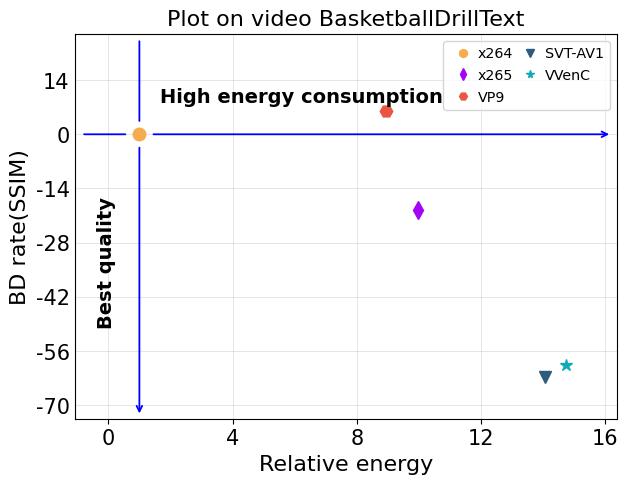 Plot on video BasketballDrillText
x264
x265
VP9
SVT-AV1
VVenC
High energy consumption
Best quality
BD rate(SSIM)
14
0
-14
-28
-42
-56
-70
0 4 8 12 16
Relative energy